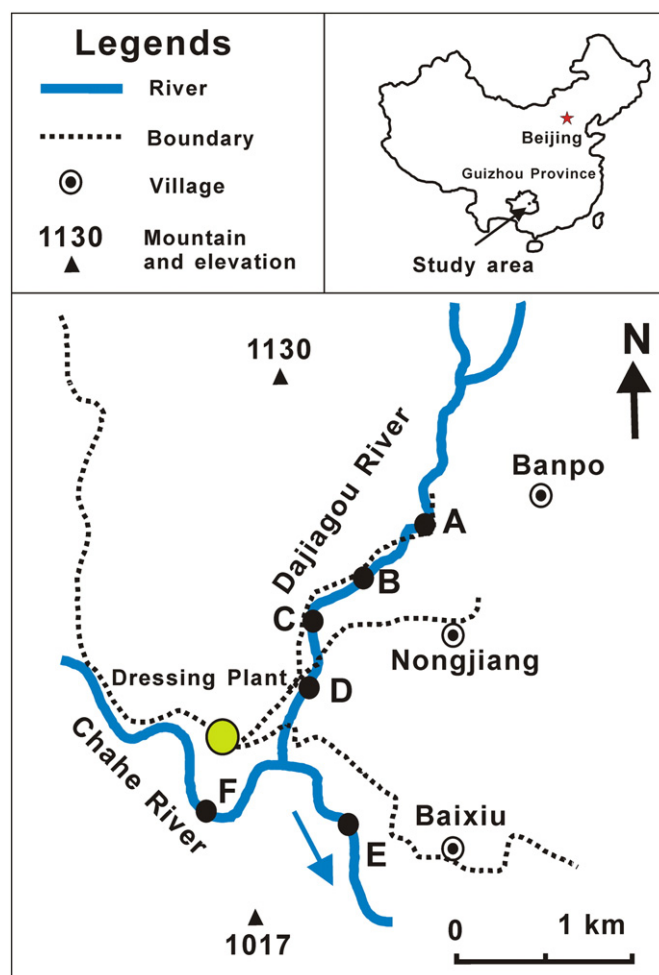 Legends
River
Boundary
Village
1130
Mountain
and elevation
Beijing
Guizhou Province
Study area
1130
N
Dajiagou River
Banpo
A
B
C
Nongjiang
Dressing Plant
D
Chahe River
F
Baixiu
E
1017
0
1 km